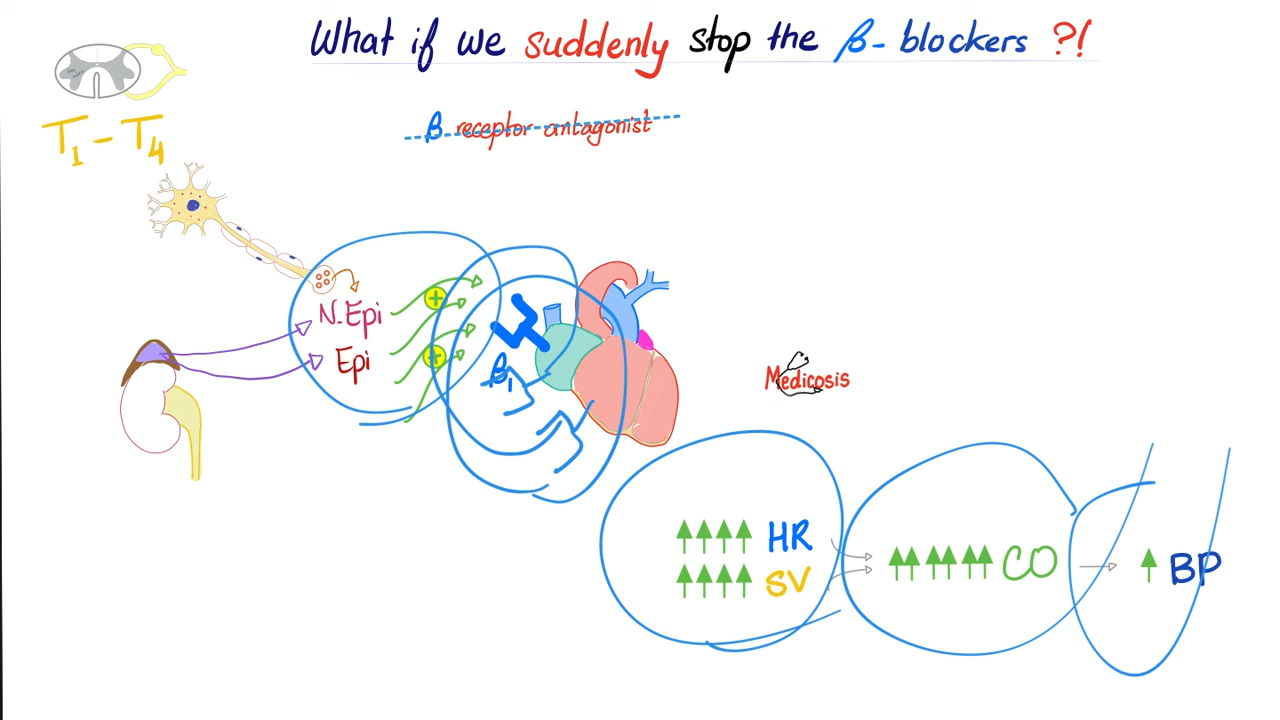 What if we suddenly stop the β- blockers ?!
β receptor antagonist
T1 - T4
N.Epi
Epi
β1
Medicosis
HR
SV
CO
BP